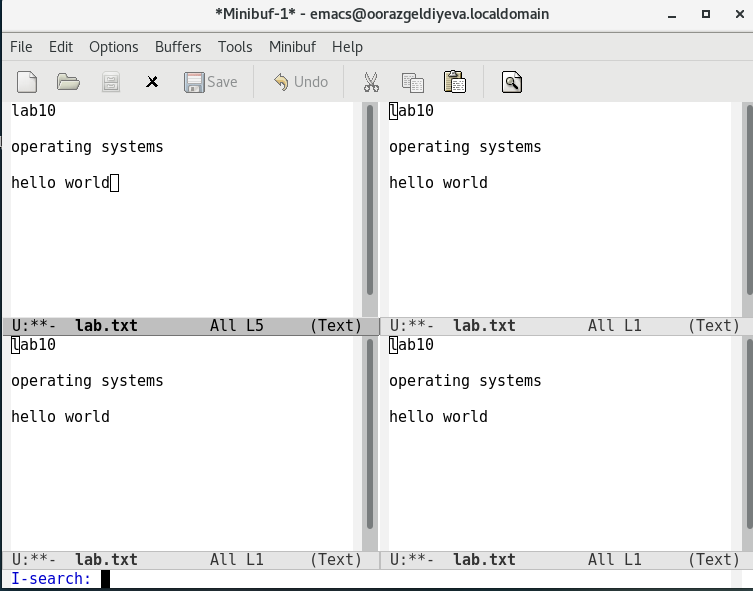 *Minibuf-1* - emacs@oorazgeldiyeva.localdomain
File Edit Options Buffers Tools Minibuf Help
Save Undo
lab10
operating systems
hello world
U:**- lab.txt All L5 (Text)
lab10
operating systems
hello world
U:**- lab.txt All L1 (Text)
lab10
operating systems
hello world
U:**- lab.txt All L1 (Text)
lab10
operating systems
hello world
U:**- lab.txt All L1 (Text)
I-search: